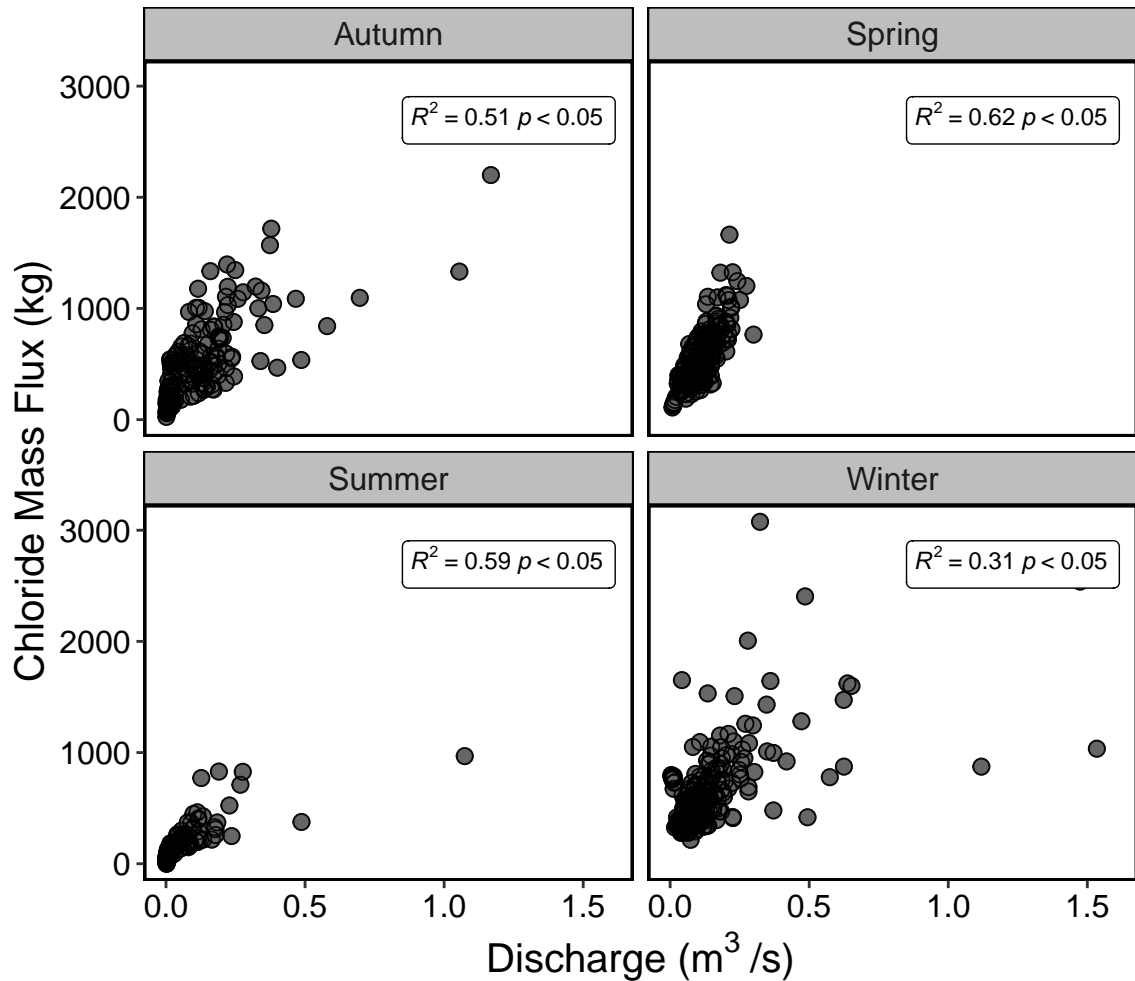 Autumn
Spring
R² = 0.51 p < 0.05
R² = 0.62 p < 0.05
3000
2000
1000
0
Summer
Winter
R² = 0.59 p < 0.05
R² = 0.31 p < 0.05
3000
2000
1000
0
0.0 0.5 1.0 1.5
0.0 0.5 1.0 1.5
Chloride Mass Flux (kg)
Discharge (m³ /s)